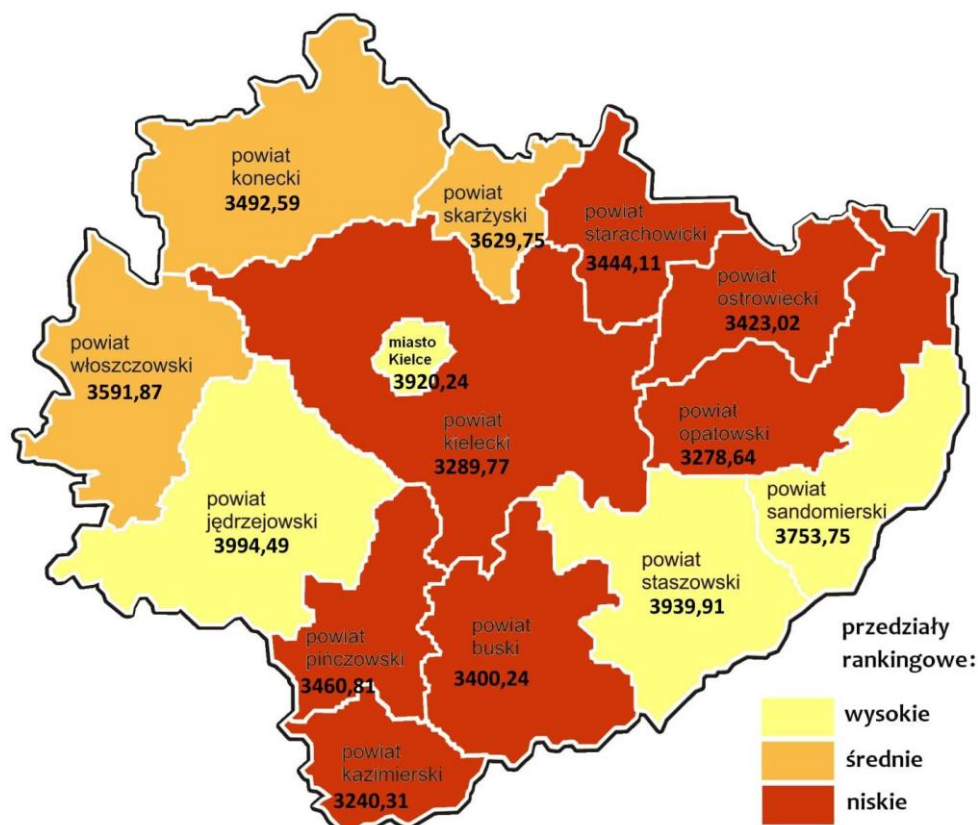 powiat
konecki
3492,59
powiat
skarżyski
3629,75
powiat
starachowicki
3444,11
powiat
ostrowiecki
3423,02
powiat
włoszczowski
3591,87
miasto
Kielce
3920,24
powiat
kielecki
3289,77
powiat
opatowski
3278,64
powiat
jędrzejowski
3994,49
powiat
sandomierski
3753,75
powiat
staszowski
3939,91
powiat
pińczowski
3460,81
powiat
buski
3400,24
powiat
kazimierski
3240,31
przedziały
rankingowe:
wysokie
średnie
niskie